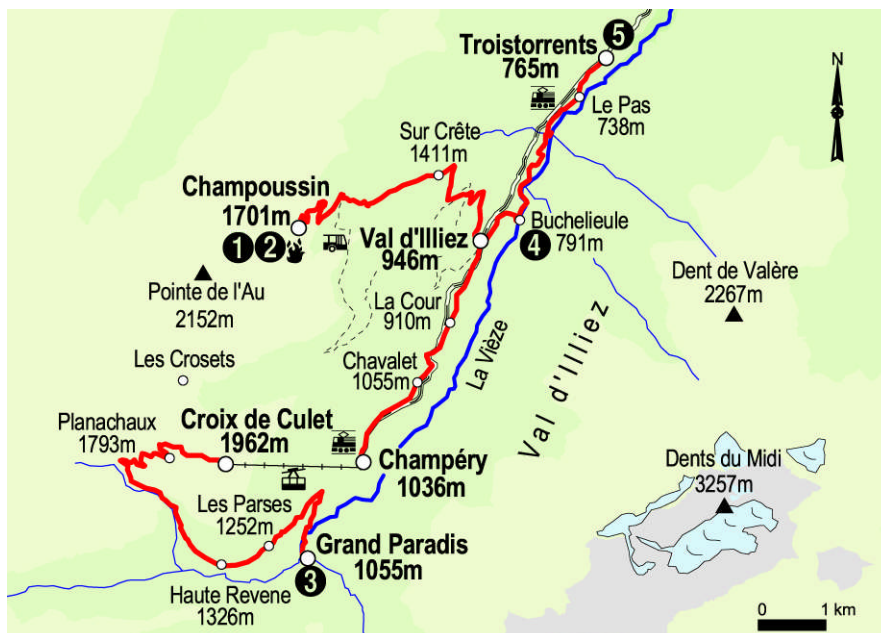 5
Troistorrents
765m
N
Le Pas
738m
Sur Crête
1411m
Champoussin
1701m
1 2
Val d'Illiez
946m
Buchelieule
791m
4
Pointe de l'Au
2152m
Dent de Valère
2267m
La Cour
910m
Les Crosets
Chavalet
1055m
La Vièze
Val d'Illiez
Planachaux
1793m
Croix de Culet
1962m
Champéry
1036m
Dents du Midi
3257m
Les Parses
1252m
Grand Paradis
1055m
3
Haute Revene
1326m
0 1 km